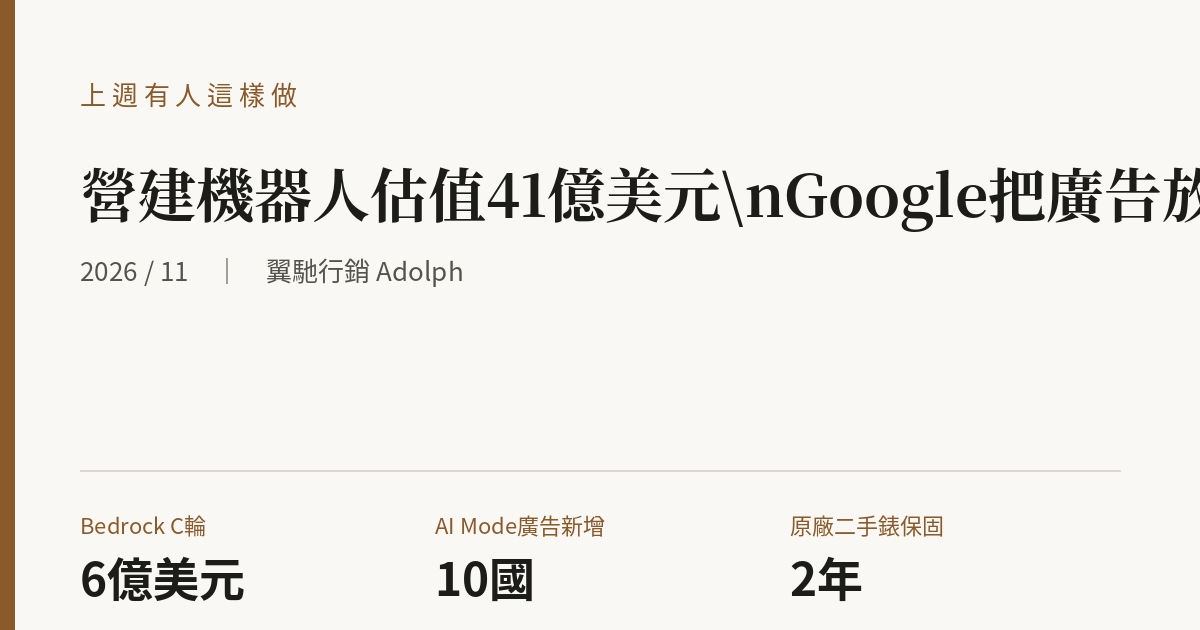 上週有人這樣做
營建機器人估值41億美元\nGoogle把廣告放
2026 / 11 ｜ 翼馳行銷 Adolph
Bedrock C輪
AI Mode廣告新增
原廠二手錶保固
6億美元
10國
2年